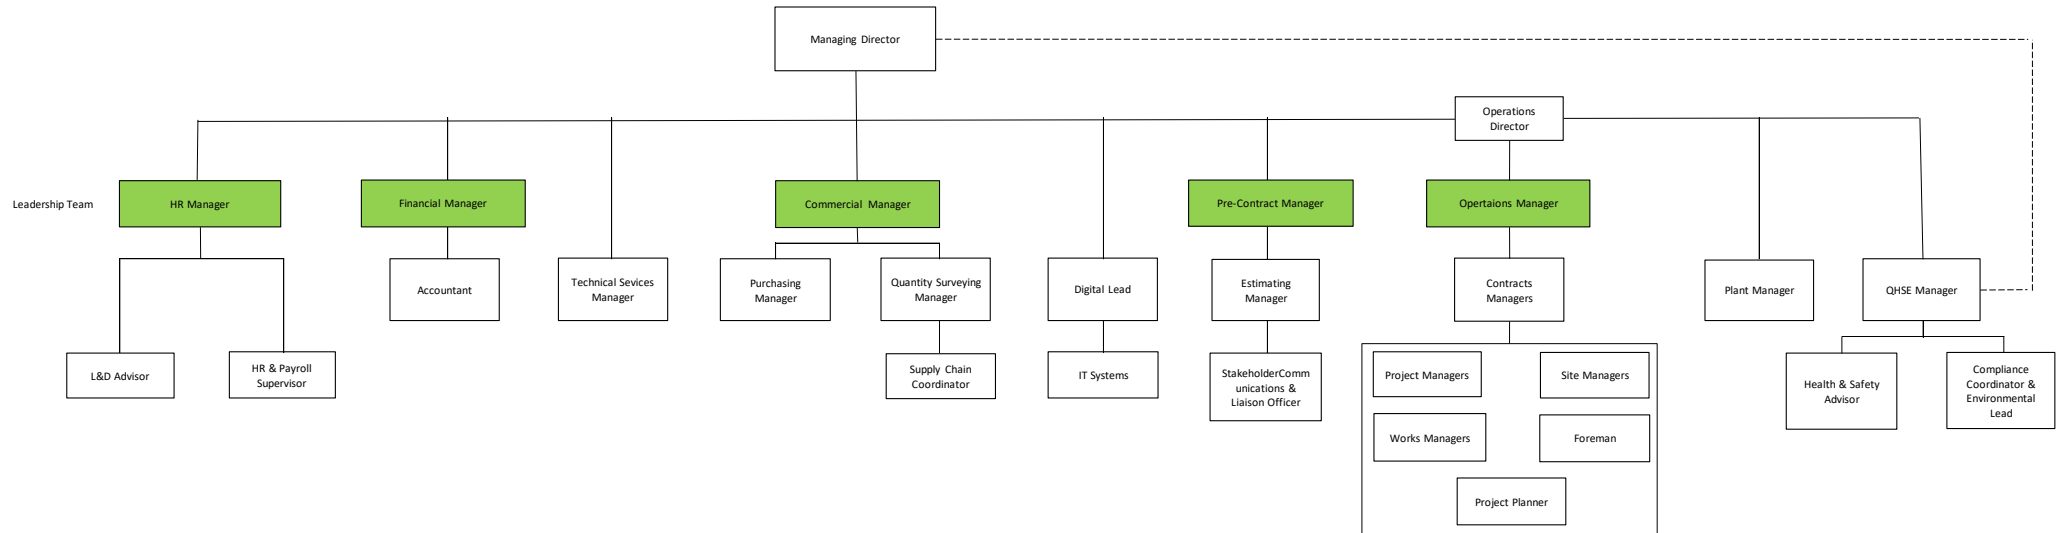 Managing Director
Operations
Director
Leadership Team
HR Manager
Financial Manager
Commercial Manager
Pre-Contract Manager
Opertaions Manager
Technical Sevices
Manager
Accountant
Purchasing
Manager
Quantity Surveying
Manager
Digital Lead
Estimating
Manager
Contracts
Managers
Plant Manager
QHSE Manager
L&D Advisor
HR & Payroll
Supervisor
Supply Chain
Coordinator
IT Systems
StakeholderComm
unications &
Liaison Officer
Project Managers
Site Managers
Works Managers
Foreman
Project Planner
Health & Safety
Advisor
Compliance
Coordinator &
Environmental
Lead